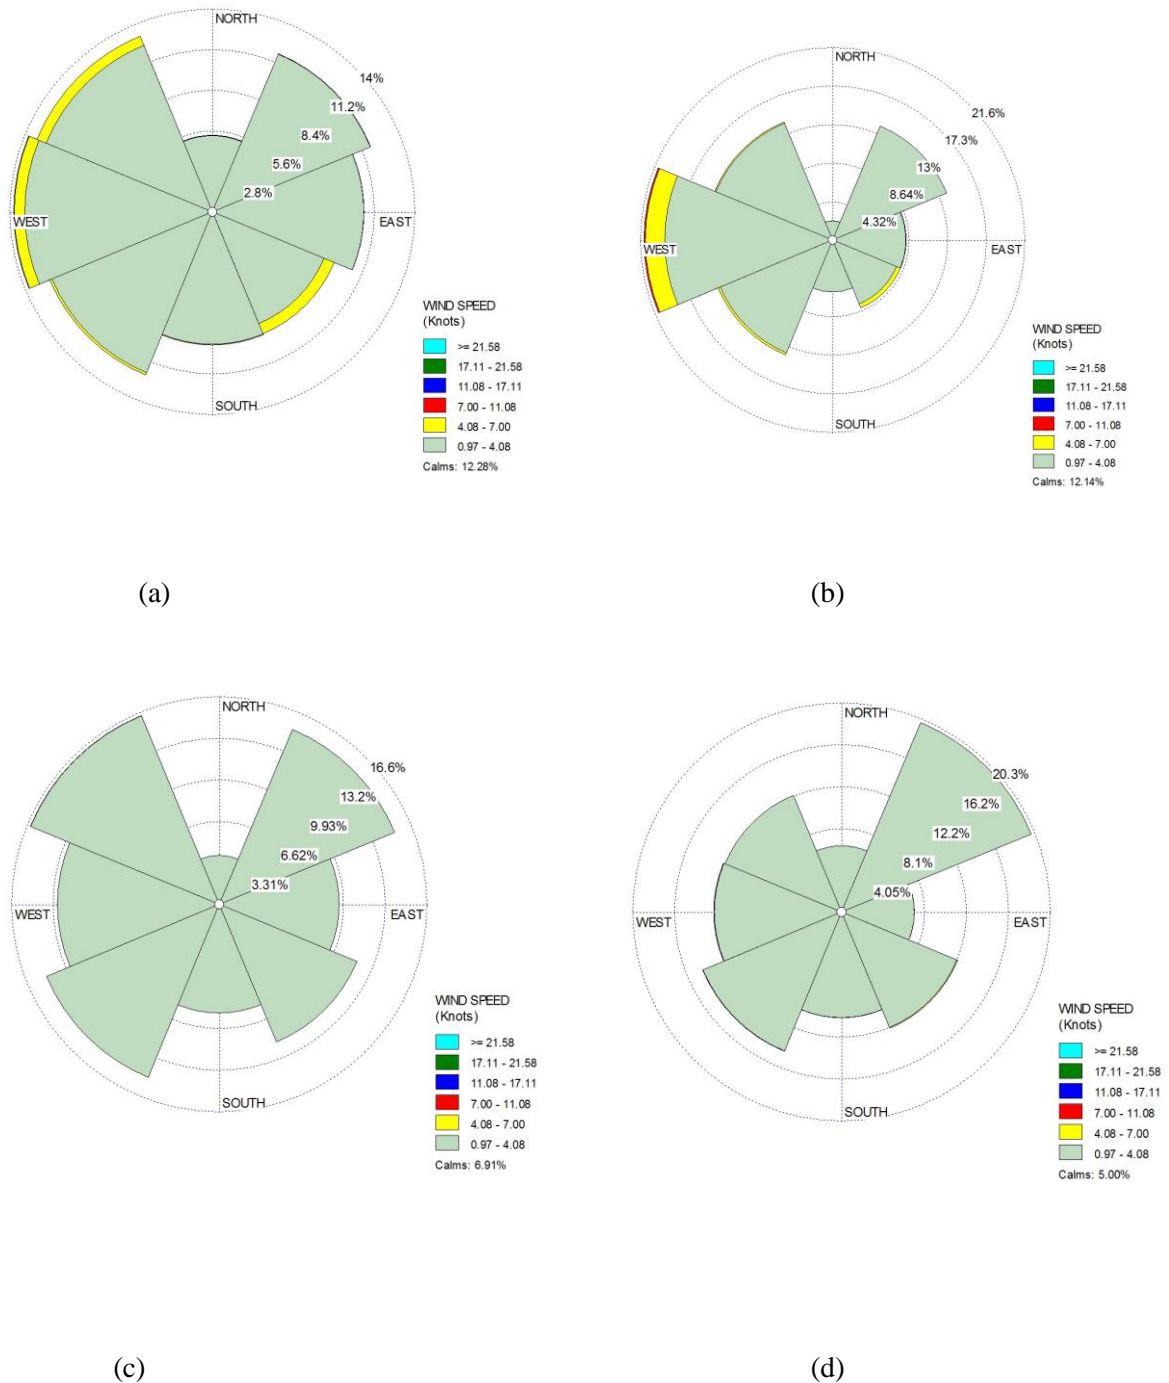 NORTH
14%
11.2%
8.4%
5.6%
2.8%
WEST
EAST
SOUTH
WIND SPEED
(Knots)
>= 21.58
17.11 - 21.58
11.08 - 17.11
7.00 - 11.08
4.08 - 7.00
0.97 - 4.08
Calms: 12.28%
(a)
NORTH
21.6%
17.3%
13%
8.64%
4.32%
WEST
EAST
SOUTH
WIND SPEED
(Knots)
>= 21.58
17.11 - 21.58
11.08 - 17.11
7.00 - 11.08
4.08 - 7.00
0.97 - 4.08
Calms: 12.14%
(b)
NORTH
16.6%
13.2%
9.93%
6.62%
3.31%
WEST
EAST
SOUTH
WIND SPEED
(Knots)
>= 21.58
17.11 - 21.58
11.08 - 17.11
7.00 - 11.08
4.08 - 7.00
0.97 - 4.08
Calms: 6.91%
(c)
NORTH
20.3%
16.2%
12.2%
8.1%
4.05%
WEST
EAST
SOUTH
WIND SPEED
(Knots)
>= 21.58
17.11 - 21.58
11.08 - 17.11
7.00 - 11.08
4.08 - 7.00
0.97 - 4.08
Calms: 5.00%
(d)